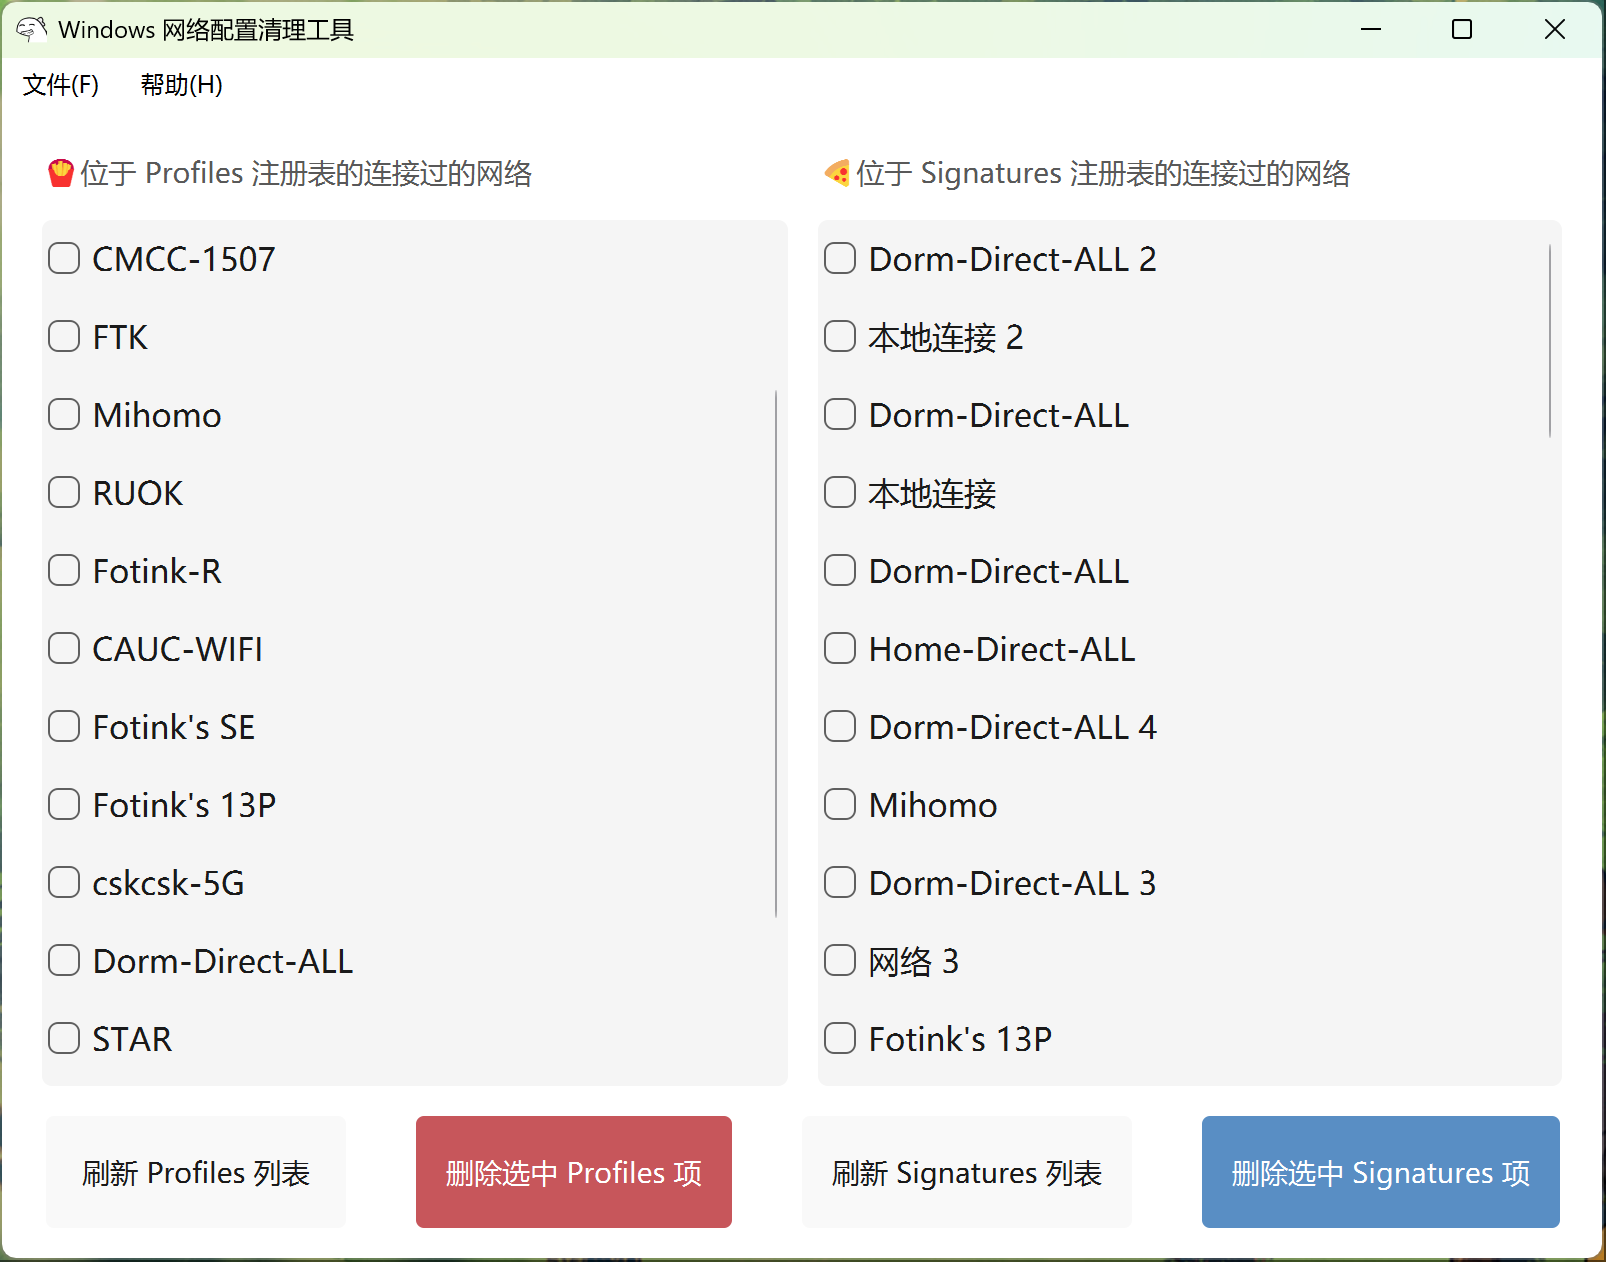 Windows 网络配置清理工具
文件(F) 帮助(H)
位于 Profiles 注册表的连接过的网络
CMCC-1507
FTK
Mihomo
RUOK
Fotink-R
CAUC-WIFI
Fotink's SE
Fotink's 13P
cskcsk-5G
Dorm-Direct-ALL
STAR
位于 Signatures 注册表的连接过的网络
Dorm-Direct-ALL 2
本地连接 2
Dorm-Direct-ALL
本地连接
Dorm-Direct-ALL
Home-Direct-ALL
Dorm-Direct-ALL 4
Mihomo
Dorm-Direct-ALL 3
网络 3
Fotink's 13P
刷新 Profiles 列表
删除选中 Profiles 项
刷新 Signatures 列表
删除选中 Signatures 项